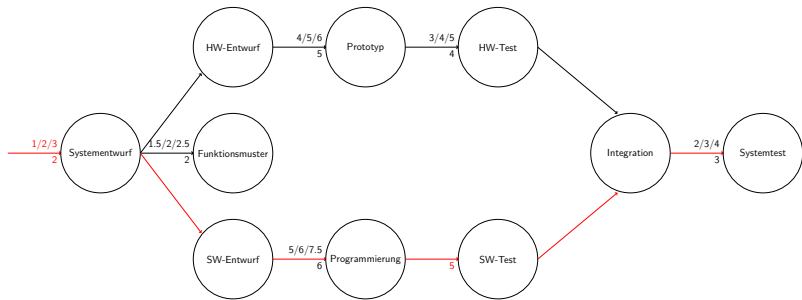 HW-Entwurf
4/5/6
5
Prototyp
3/4/5
4
HW-Test
1/2/3
2
Systementwurf
1.5/2/2.5
2
Funktionsmuster
Integration
2/3/4
3
Systemtest
SW-Entwurf
5/6/7.5
6
Programmierung
5
SW-Test